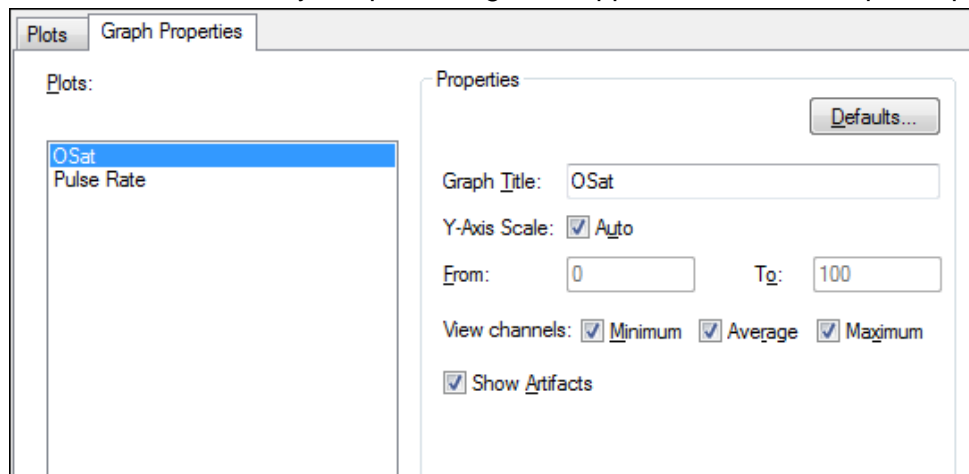 Plots Graph Properties
Plots:
OSat
Pulse Rate
Properties
Defaults...
Graph Title: OSat
Y-Axis Scale: Auto
From: 0 To: 100
View channels: Minimum Average Maximum
Show Artifacts